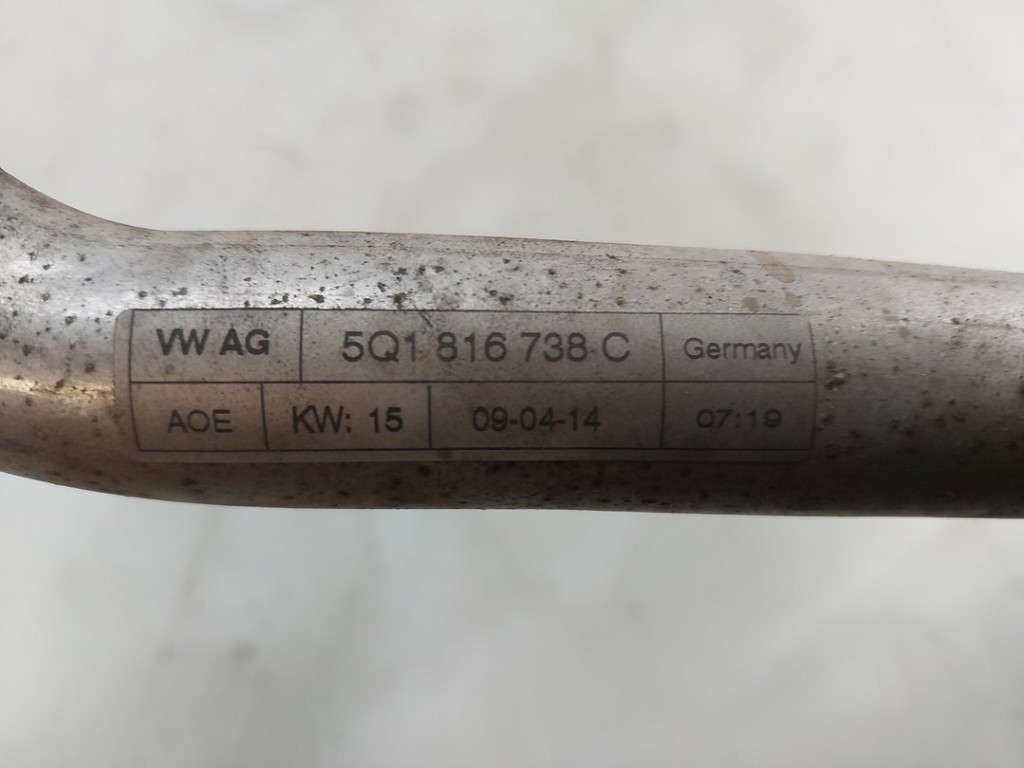 VW AG 5Q1 816 738 C Germany
AOE KW: 15 09-04-14 07:19